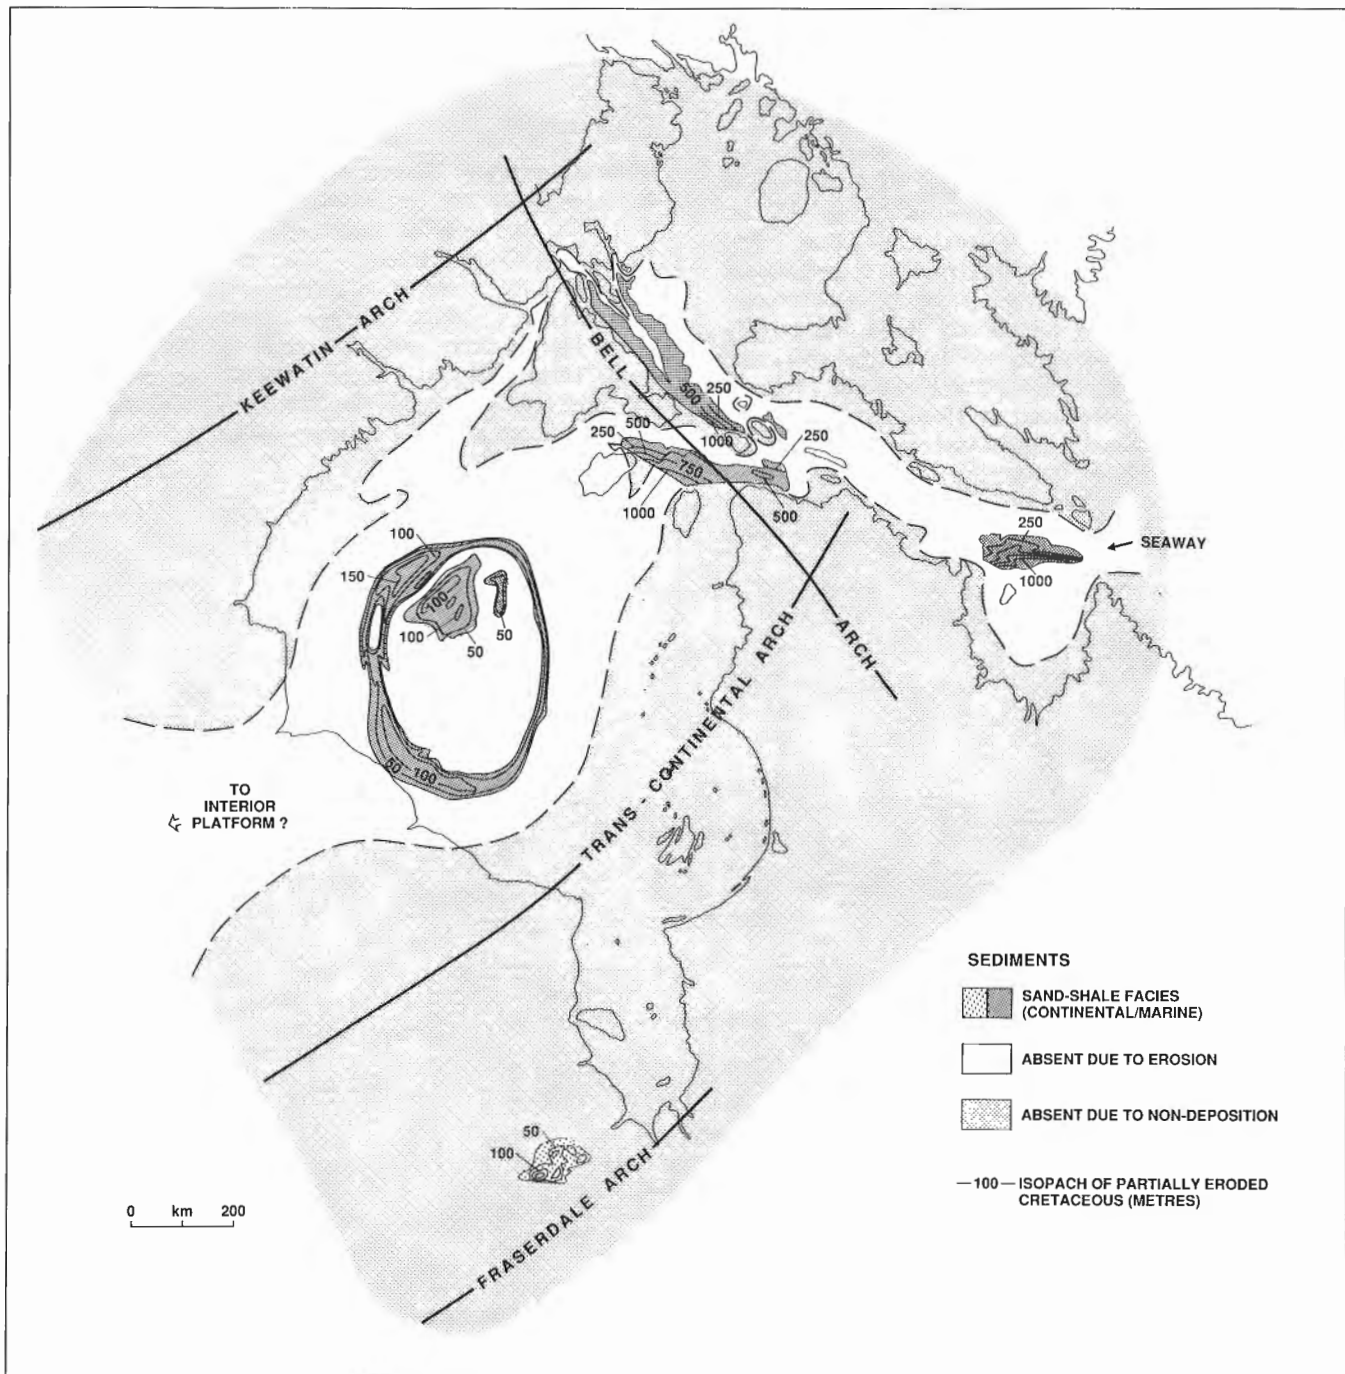 KEEWATIN ARCH
BELL ARCH
500
250
1000
500
250
750
1000
250
500
250
1000
SEAWAY
100
150
100
100
50
50
50
100
TO
INTERIOR
PLATFORM ?
TRANS - CONTINENTAL ARCH
50
100
FRASERDALE ARCH
0 km 200
SEDIMENTS
SAND-SHALE FACIES
(CONTINENTAL/MARINE)
ABSENT DUE TO EROSION
ABSENT DUE TO NON-DEPOSITION
—100— ISOPACH OF PARTIALLY ERODED
CRETACEOUS (METRES)